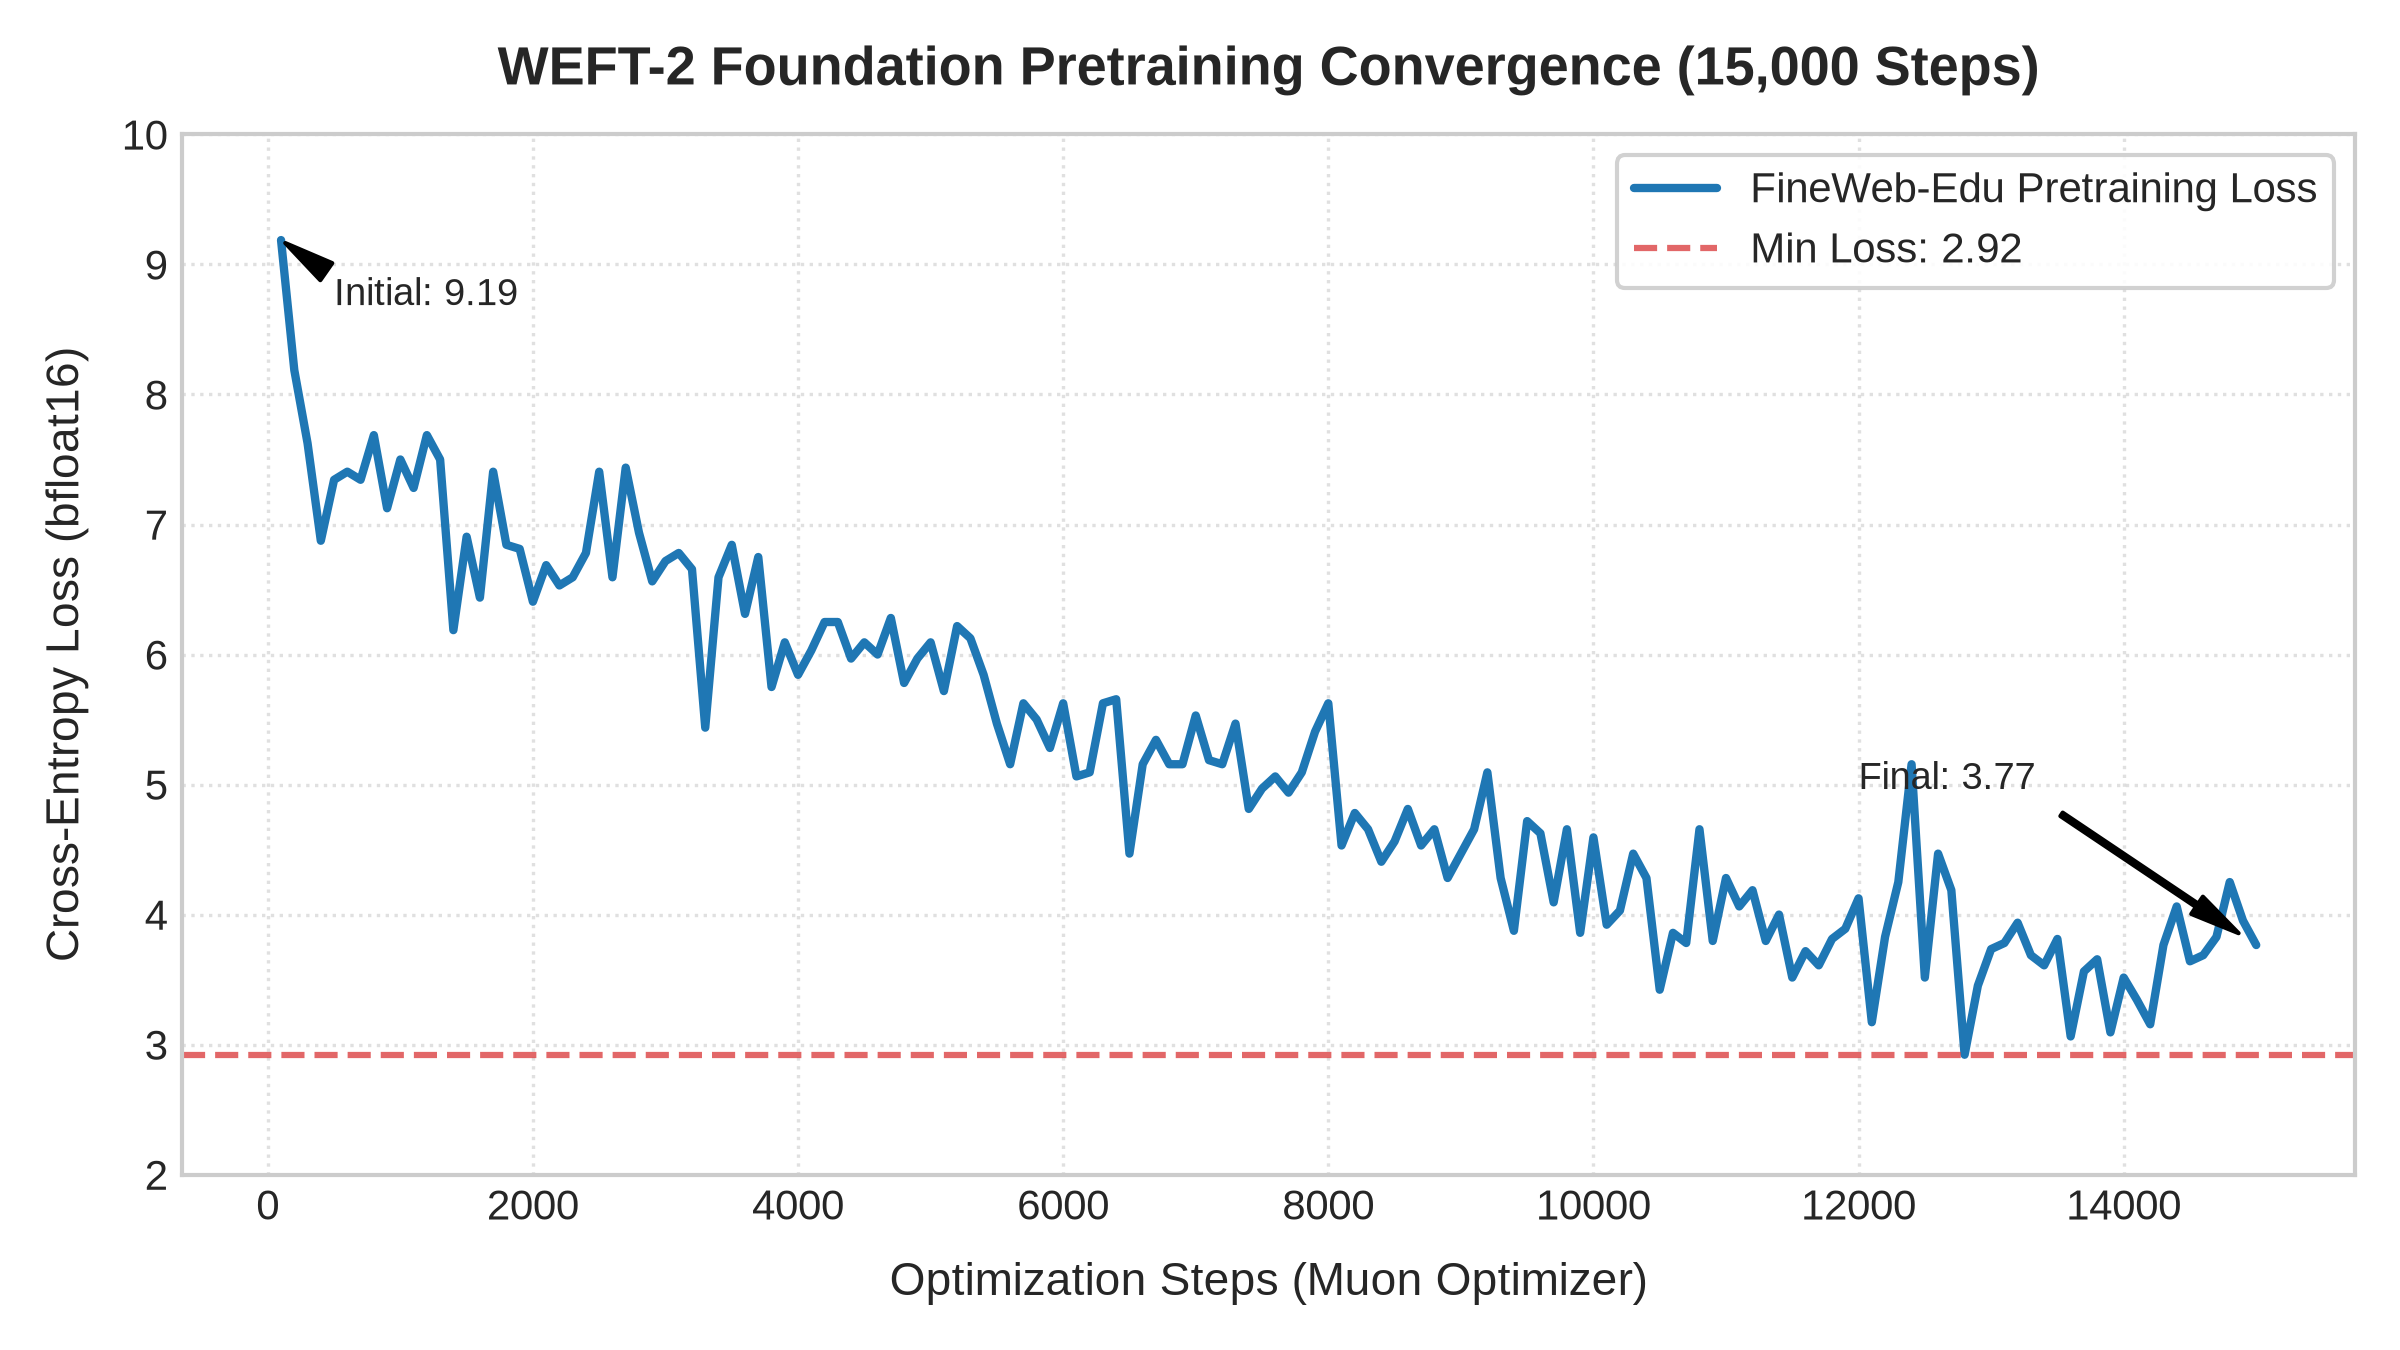 WEFT-2 Foundation Pretraining Convergence (15,000 Steps)
10
9
8
7
6
5
4
3
2
Cross-Entropy Loss (bfloat16)
FineWeb-Edu Pretraining Loss
Min Loss: 2.92
Initial: 9.19
Final: 3.77
0 2000 4000 6000 8000 10000 12000 14000
Optimization Steps (Muon Optimizer)